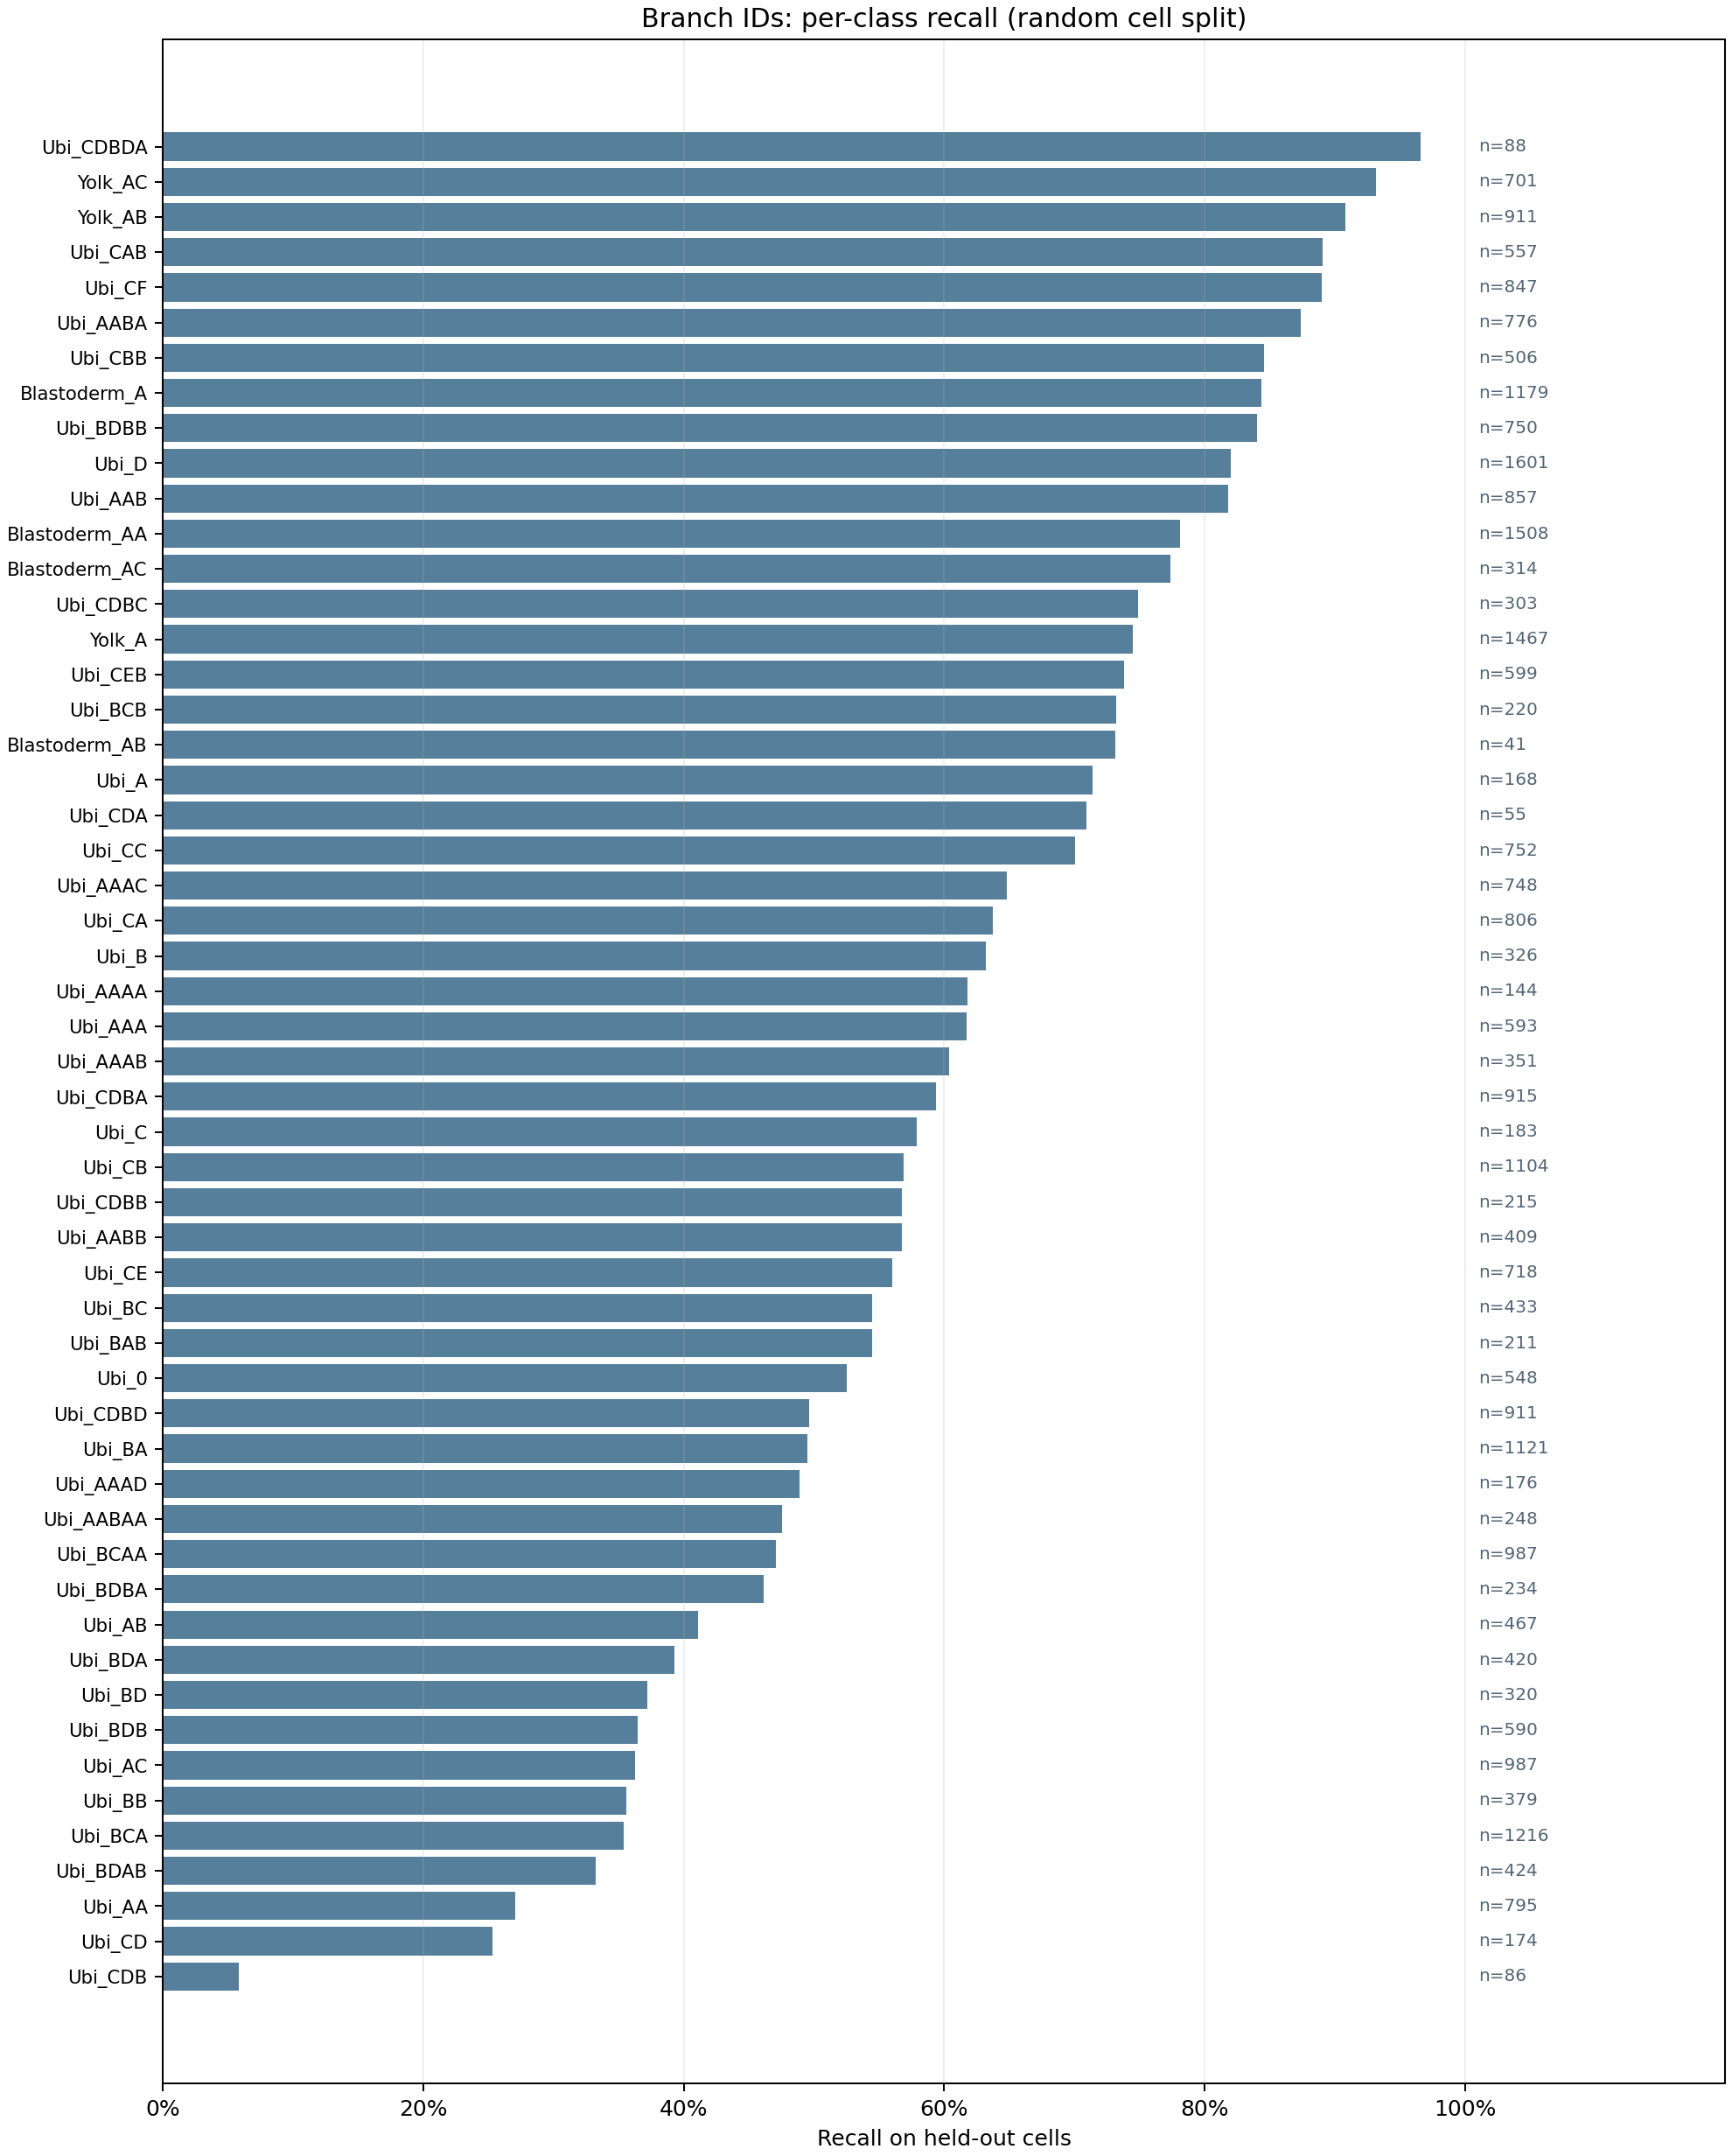 Branch IDs: per-class recall (random cell split)
Ubi_CDBDA n=88
Yolk_AC n=701
Yolk_AB n=911
Ubi_CAB n=557
Ubi_CF n=847
Ubi_AABA n=776
Ubi_CBB n=506
Blastoderm_A n=1179
Ubi_BDBB n=750
Ubi_D n=1601
Ubi_AAB n=857
Blastoderm_AA n=1508
Blastoderm_AC n=314
Ubi_CDBC n=303
Yolk_A n=1467
Ubi_CEB n=599
Ubi_BCB n=220
Blastoderm_AB n=41
Ubi_A n=168
Ubi_CDA n=55
Ubi_CC n=752
Ubi_AAAC n=748
Ubi_CA n=806
Ubi_B n=326
Ubi_AAAA n=144
Ubi_AAA n=593
Ubi_AAAB n=351
Ubi_CDBA n=915
Ubi_C n=183
Ubi_CB n=1104
Ubi_CDBB n=215
Ubi_AABB n=409
Ubi_CE n=718
Ubi_BC n=433
Ubi_BAB n=211
Ubi_0 n=548
Ubi_CDBD n=911
Ubi_BA n=1121
Ubi_AAAD n=176
Ubi_AABAA n=248
Ubi_BCAA n=987
Ubi_BDBA n=234
Ubi_AB n=467
Ubi_BDA n=420
Ubi_BD n=320
Ubi_BDB n=590
Ubi_AC n=987
Ubi_BB n=379
Ubi_BCA n=1216
Ubi_BDAB n=424
Ubi_AA n=795
Ubi_CD n=174
Ubi_CDB n=86
0% 20% 40% 60% 80% 100%
Recall on held-out cells